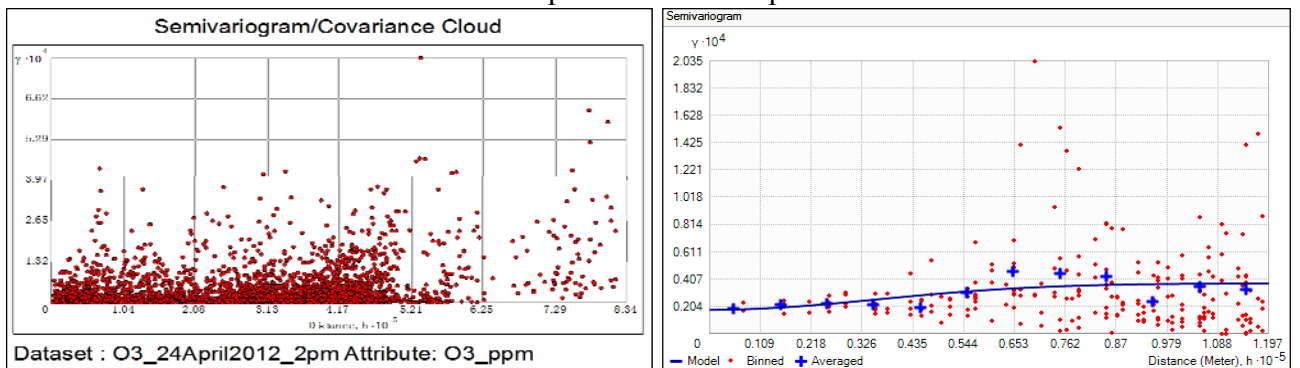 Semivariogram/Covariance Cloud
γ ·10⁴
6.62
5.29
3.97
2.65
1.32
0 1.04 2.08 3.13 4.17 5.21 6.25 7.29 8.34
Distance, h ·10⁻⁵
Dataset : O3_24April2012_2pm Attribute: O3_ppm
Semivariogram
γ ·10⁴
2.035
1.832
1.628
1.425
1.221
1.018
0.814
0.611
0.407
0.204
0 0.109 0.218 0.326 0.435 0.544 0.653 0.762 0.87 0.979 1.088 1.197
Model Binned Averaged Distance (Meter), h ·10⁻⁵